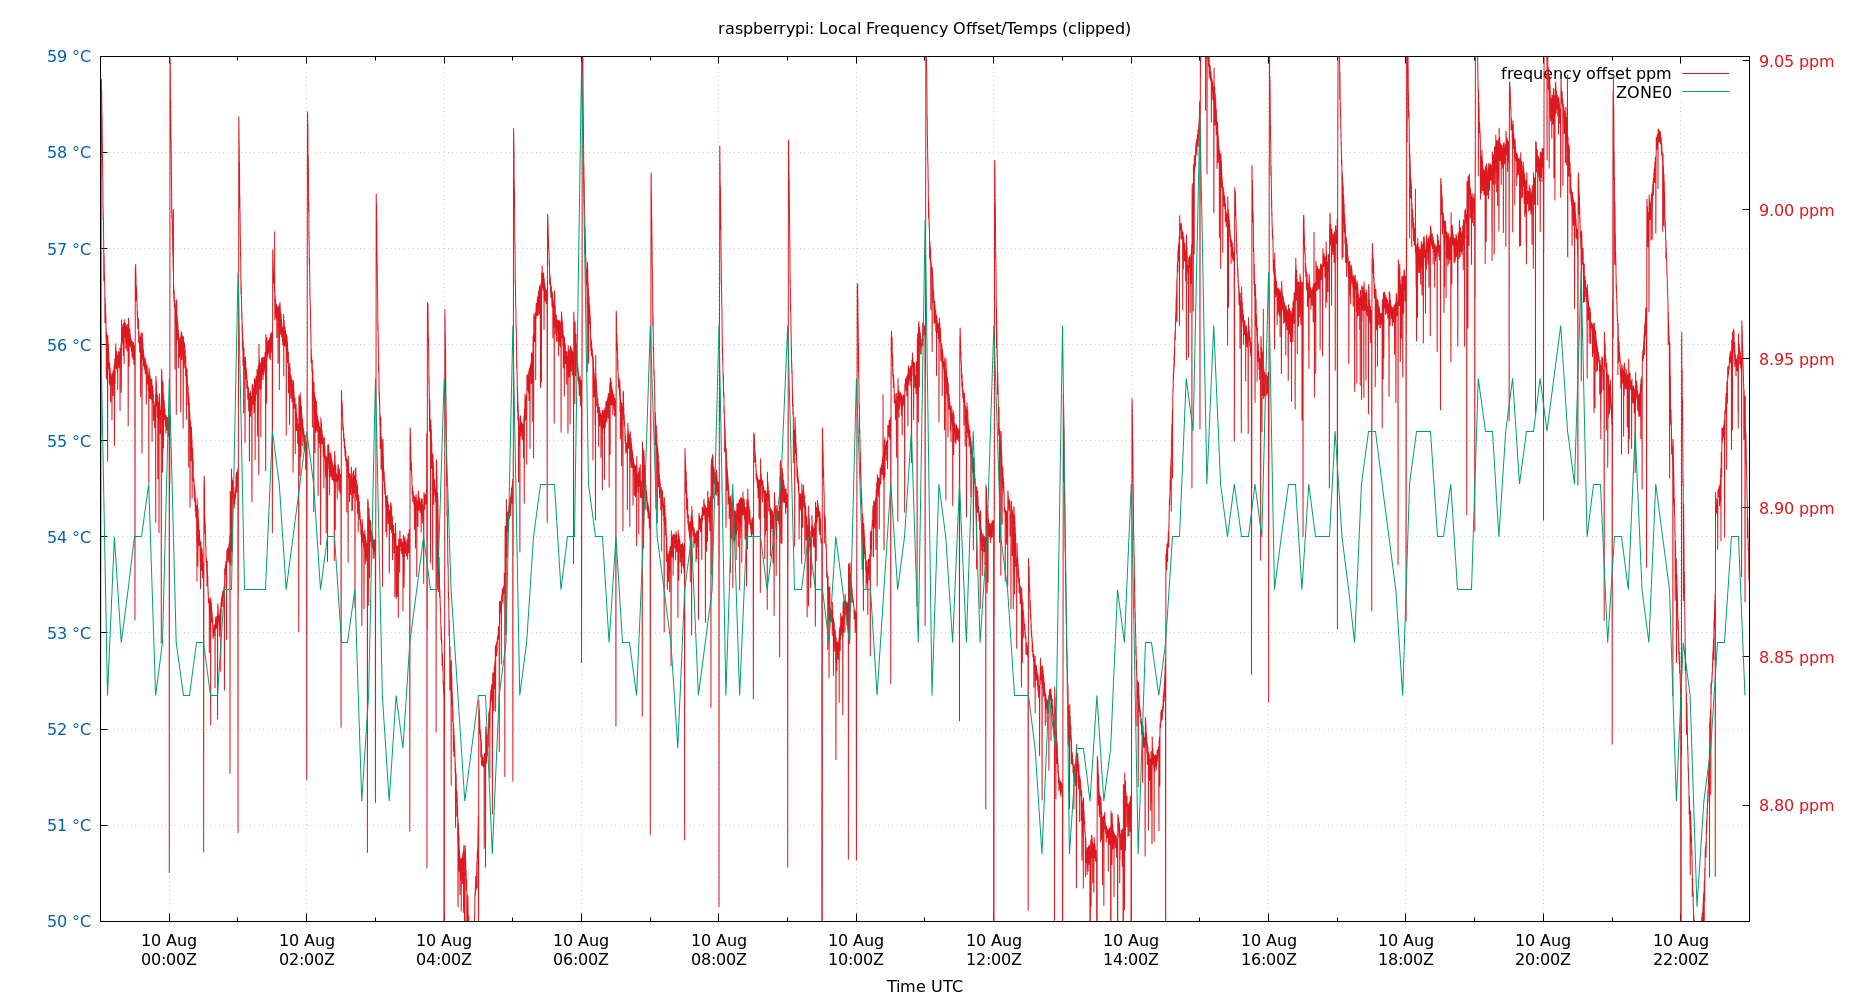 raspberrypi: Local Frequency Offset/Temps (clipped)
59 °C
58 °C
57 °C
56 °C
55 °C
54 °C
53 °C
52 °C
51 °C
50 °C
9.05 ppm
9.00 ppm
8.95 ppm
8.90 ppm
8.85 ppm
8.80 ppm
frequency offset ppm
ZONE0
10 Aug
00:00Z
10 Aug
02:00Z
10 Aug
04:00Z
10 Aug
06:00Z
10 Aug
08:00Z
10 Aug
10:00Z
10 Aug
12:00Z
10 Aug
14:00Z
10 Aug
16:00Z
10 Aug
18:00Z
10 Aug
20:00Z
10 Aug
22:00Z
Time UTC